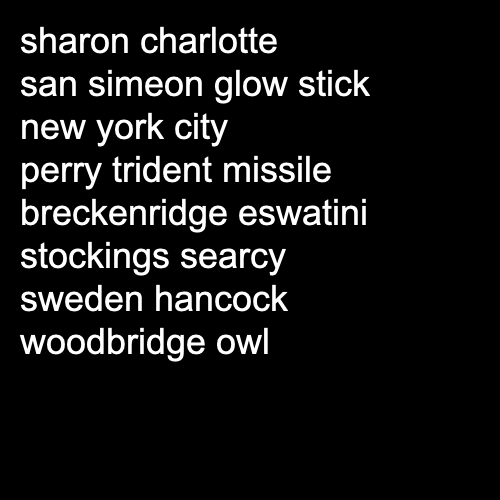 sharon charlotte
san simeon glow stick
new york city
perry trident missile
breckenridge eswatini
stockings searcy
sweden hancock
woodbridge owl